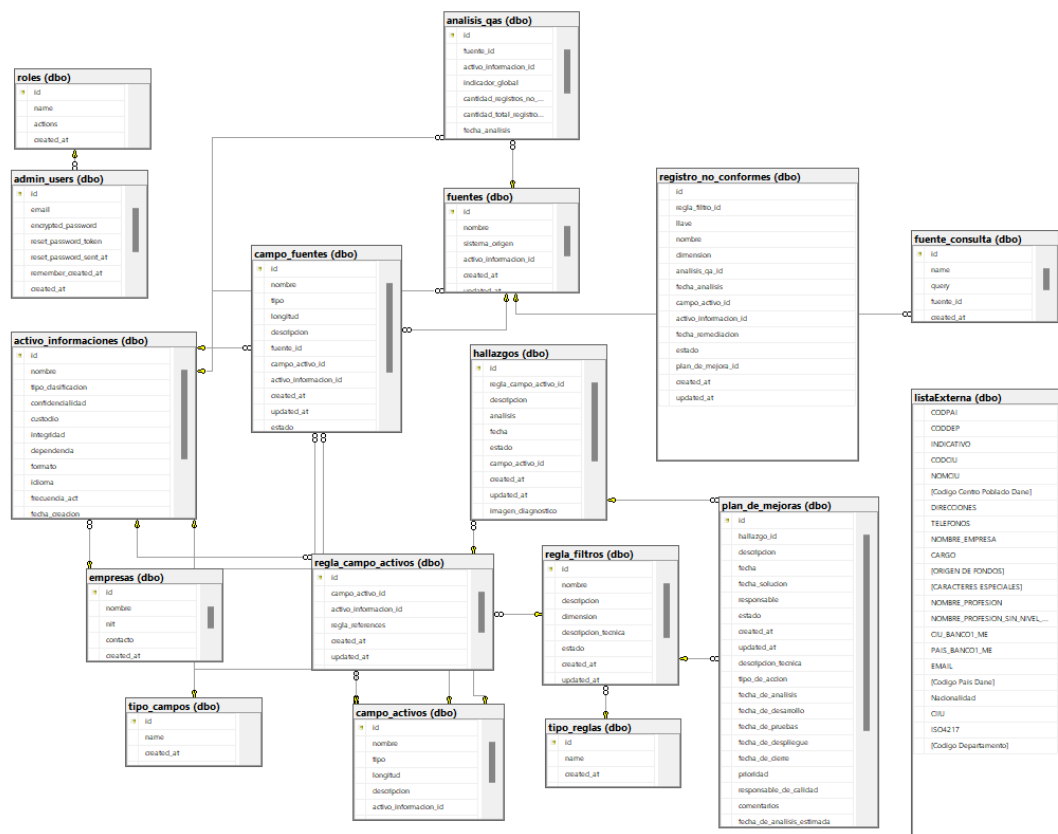 analisis_qas (dbo)
id
fuente_id
activo_informacion_id
indicador_global
cantidad_registros_no_...
cantidad_total_registro...
fecha_analisis
roles (dbo)
id
name
actions
created_at
admin_users (dbo)
id
email
encrypted_password
reset_password_token
reset_password_sent_at
remember_created_at
created_at
fuentes (dbo)
id
nombre
sistema_origen
activo_informacion_id
created_at
updated_at
registro_no_conformes (dbo)
id
regla_filtro_id
llave
nombre
dimension
analisis_qa_id
fecha_analisis
campo_activo_id
activo_informacion_id
fecha_remediacion
estado
plan_de_mejora_id
created_at
updated_at
fuente_consulta (dbo)
id
name
query
fuente_id
created_at
campo_fuentes (dbo)
id
nombre
tipo
longitud
descripcion
fuente_id
campo_activo_id
activo_informacion_id
created_at
updated_at
estado
activo_informaciones (dbo)
id
nombre
tipo_clasificacion
confidencialidad
custodio
integridad
dependencia
formato
idioma
frecuencia_act
fecha_creacion
hallazgos (dbo)
id
regla_campo_activo_id
descripcion
analisis
fecha
estado
campo_activo_id
created_at
updated_at
imagen_diagnostico
listaExterna (dbo)
CODPAI
CODDEP
INDICATIVO
CODCIU
NOMCIU
[Codigo Centro Poblado Dane]
DIRECCIONES
TELEFONOS
NOMBRE_EMPRESA
CARGO
[ORIGEN DE FONDOS]
[CARACTERES ESPECIALES]
NOMBRE_PROFESION
NOMBRE_PROFESION_SIN_NIVEL_...
CIU_BANCO1_ME
PAIS_BANCO1_ME
EMAIL
[Codigo Pais Dane]
Nacionalidad
CIIU
ISO4217
[Codigo Departamento]
plan_de_mejoras (dbo)
id
hallazgo_id
descripcion
fecha
fecha_solucion
responsable
estado
created_at
updated_at
descripcion_tecnica
tipo_de_accion
fecha_de_analisis
fecha_de_desarrollo
fecha_de_pruebas
fecha_de_despliegue
fecha_de_cierre
prioridad
responsable_de_calidad
comentarios
fecha_de_analisis_estimada
regla_filtros (dbo)
id
nombre
descripcion
dimension
descripcion_tecnica
estado
created_at
updated_at
regla_campo_activos (dbo)
id
campo_activo_id
activo_informacion_id
regla_references
created_at
updated_at
empresas (dbo)
id
nombre
nit
contacto
created_at
tipo_campos (dbo)
id
name
created_at
campo_activos (dbo)
id
nombre
tipo
longitud
descripcion
activo_informacion_id
tipo_reglas (dbo)
id
name
created_at